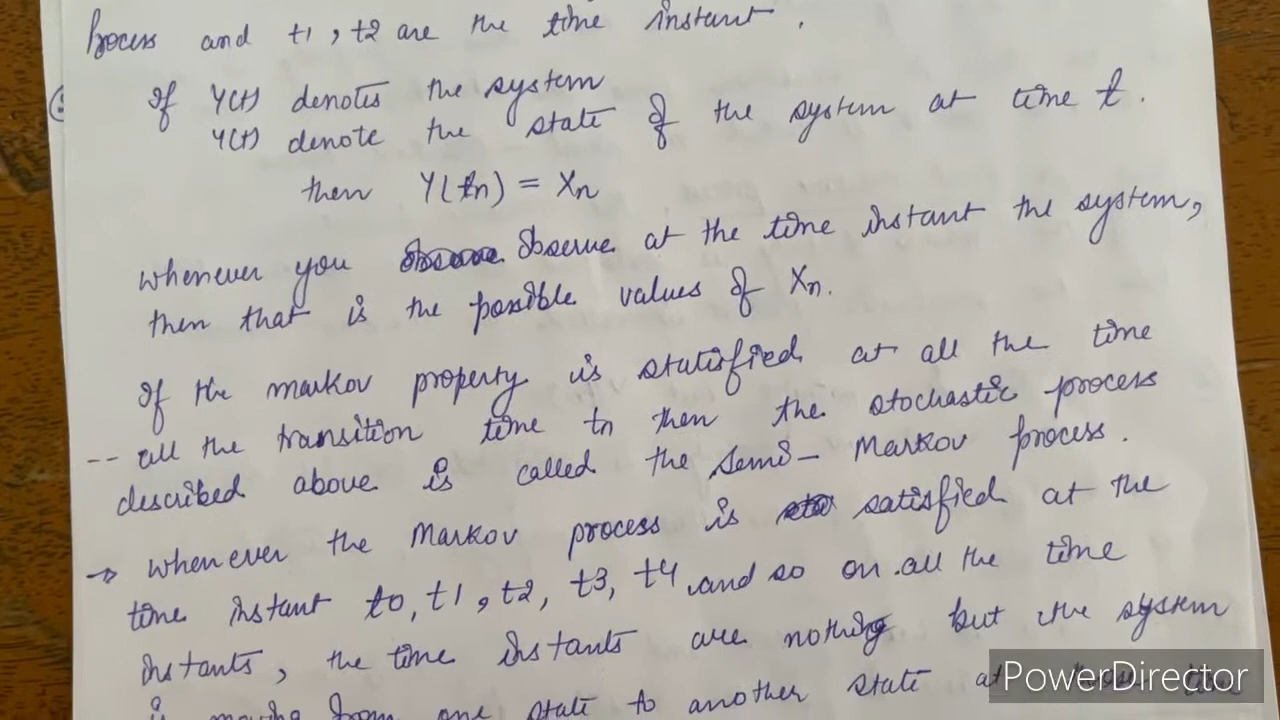 process and t1, t2 are the time instant.
If Y(t) denotes the system
Y(t) denote the state of the system at time t.
then Y(tn) = Xn
whenever you observe at the time instant the system,
then that is the possible values of Xn.
If the markov property is statisfied at all the time
-- all the transition time tn then the stochastic process
described above is called the semi-Markov process.
→ whenever the Markov process is satisfied at the
time instant t0, t1, t2, t3, t4 and so on all the time
instants, the time instants are nothing but the system
is moving from one state to another state at these time
PowerDirector